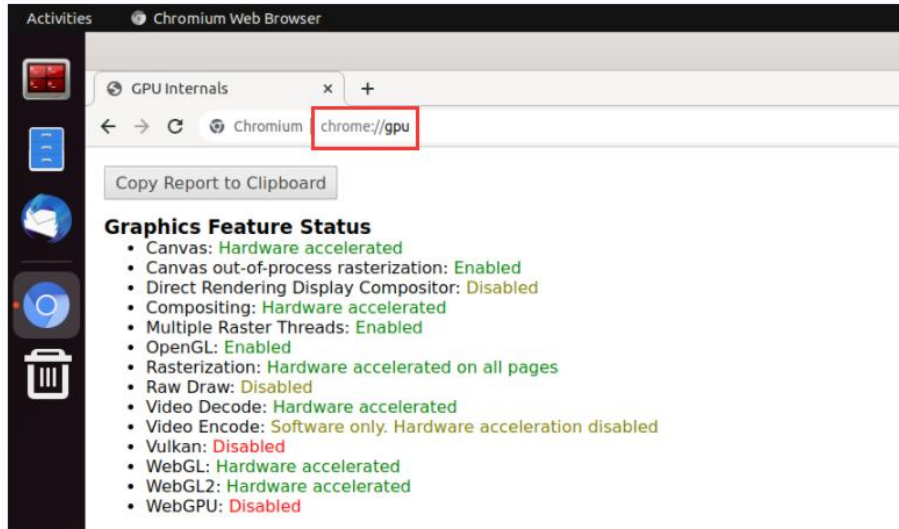 Activities Chromium Web Browser
GPU Internals
Chromium chrome://gpu
Copy Report to Clipboard
Graphics Feature Status
• Canvas: Hardware accelerated
• Canvas out-of-process rasterization: Enabled
• Direct Rendering Display Compositor: Disabled
• Compositing: Hardware accelerated
• Multiple Raster Threads: Enabled
• OpenGL: Enabled
• Rasterization: Hardware accelerated on all pages
• Raw Draw: Disabled
• Video Decode: Hardware accelerated
• Video Encode: Software only. Hardware acceleration disabled
• Vulkan: Disabled
• WebGL: Hardware accelerated
• WebGL2: Hardware accelerated
• WebGPU: Disabled